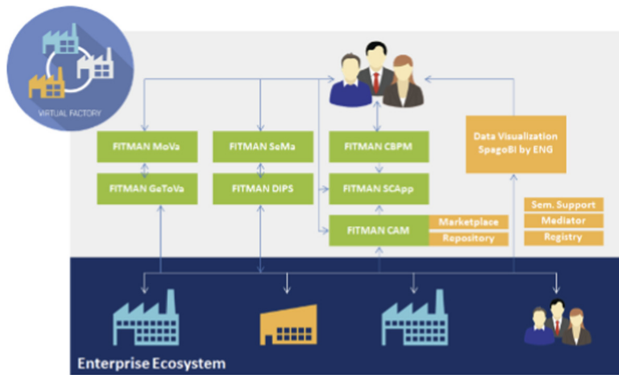 VIRTUAL FACTORY
FITMAN MoVa
FITMAN SeMa
FITMAN CBPM
Data Visualization
SpagoBI by ENG
FITMAN GeToVa
FITMAN DIPS
FITMAN SCApp
FITMAN CAM
Marketplace
Repository
Sem. Support
Mediator
Registry
Enterprise Ecosystem